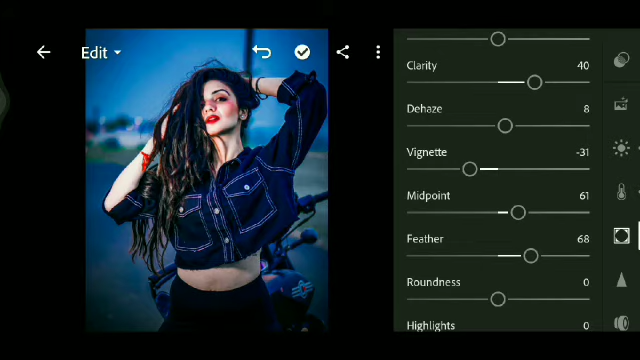 Edit
Clarity 40
Dehaze 8
Vignette -31
Midpoint 61
Feather 68
Roundness 0
Highlights 0